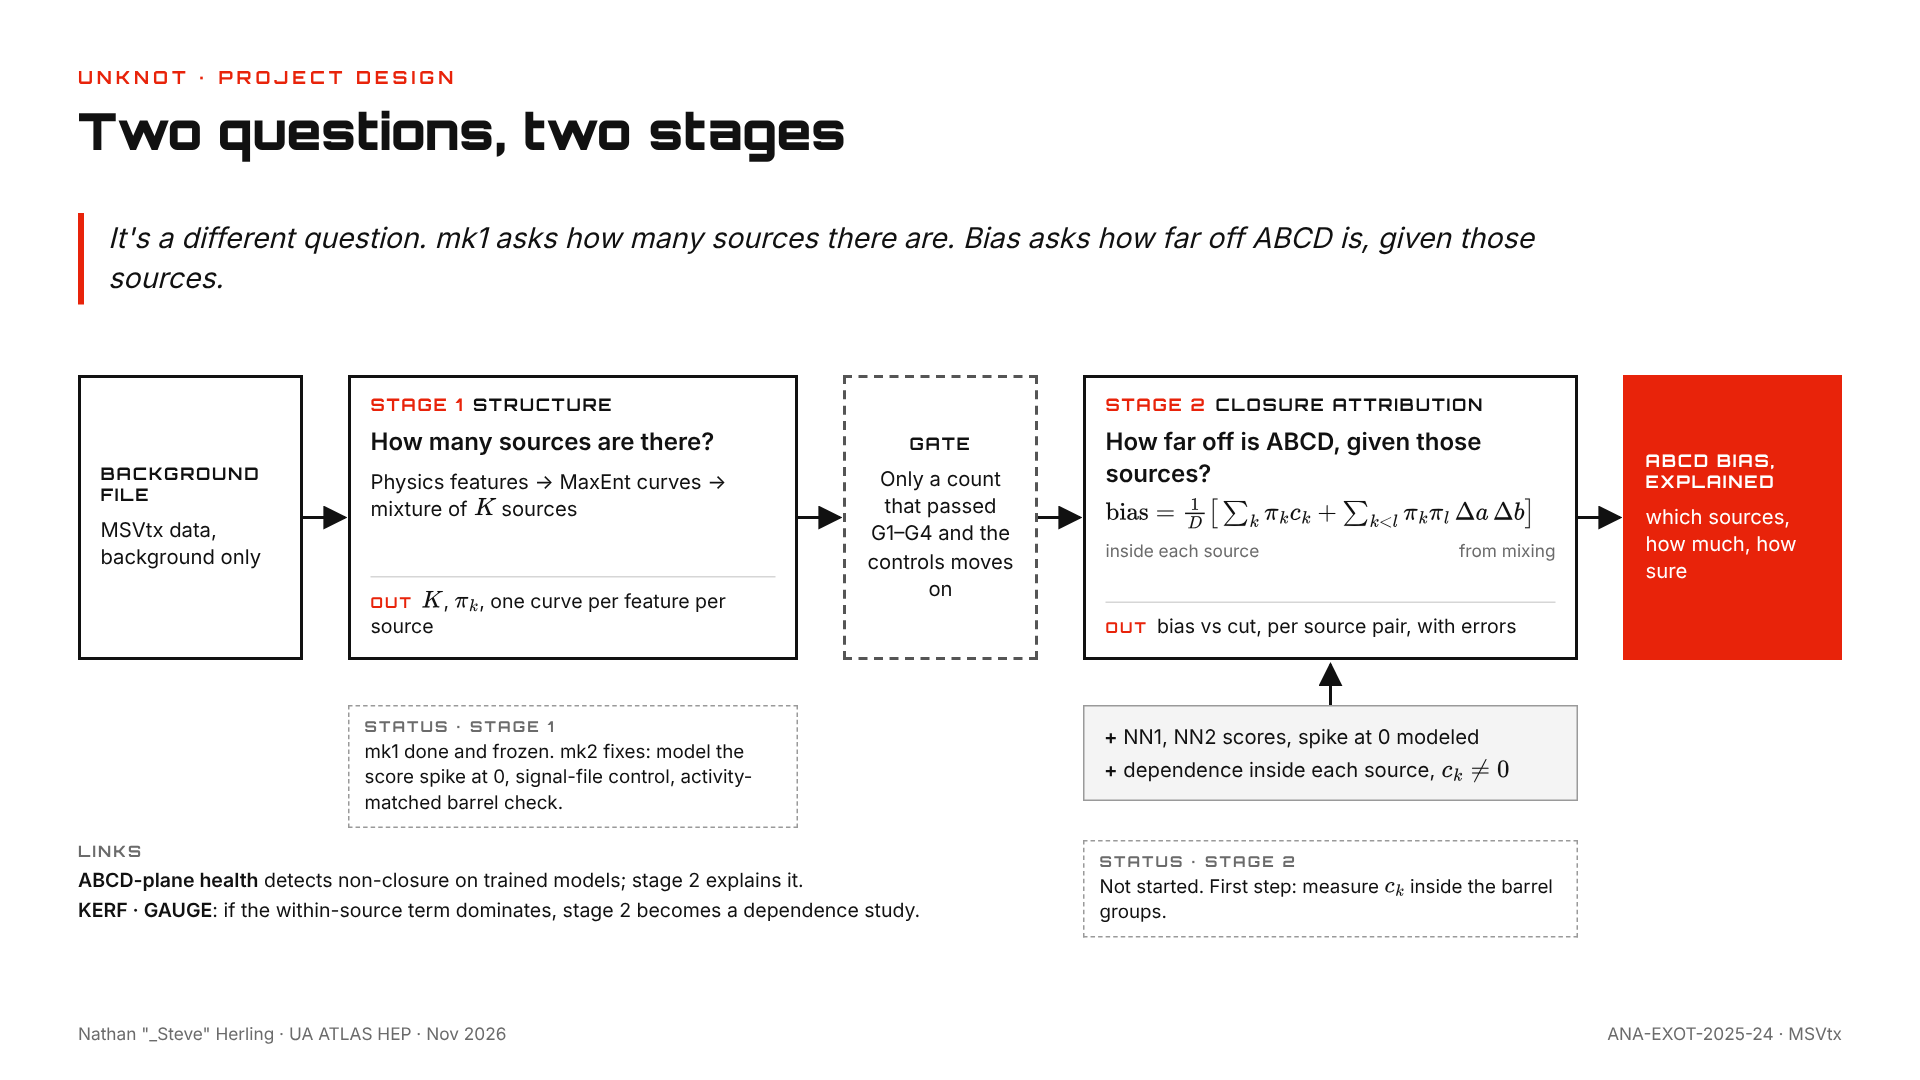 UNKNOT · PROJECT DESIGN
Two questions, two stages
It's a different question. mk1 asks how many sources there are. Bias asks how far off ABCD is, given those
sources.
BACKGROUND
FILE
MSVtx data,
background only
STAGE 1 STRUCTURE
How many sources are there?
Physics features → MaxEnt curves →
mixture of K sources
OUT K, π_k, one curve per feature per
source
GATE
Only a count
that passed
G1–G4 and the
controls moves
on
STAGE 2 CLOSURE ATTRIBUTION
How far off is ABCD, given those
sources?
bias = 1/D [ ∑_k π_k c_k + ∑_{k<l} π_k π_l Δa Δb ]
inside each source from mixing
OUT bias vs cut, per source pair, with errors
ABCD BIAS,
EXPLAINED
which sources,
how much, how
sure
STATUS · STAGE 1
mk1 done and frozen. mk2 fixes: model the
score spike at 0, signal-file control, activity-
matched barrel check.
+ NN1, NN2 scores, spike at 0 modeled
+ dependence inside each source, c_k ≠ 0
LINKS
ABCD-plane health detects non-closure on trained models; stage 2 explains it.
KERF · GAUGE: if the within-source term dominates, stage 2 becomes a dependence study.
STATUS · STAGE 2
Not started. First step: measure c_k inside the barrel
groups.
Nathan "_Steve" Herling · UA ATLAS HEP · Nov 2026
ANA-EXOT-2025-24 · MSVtx